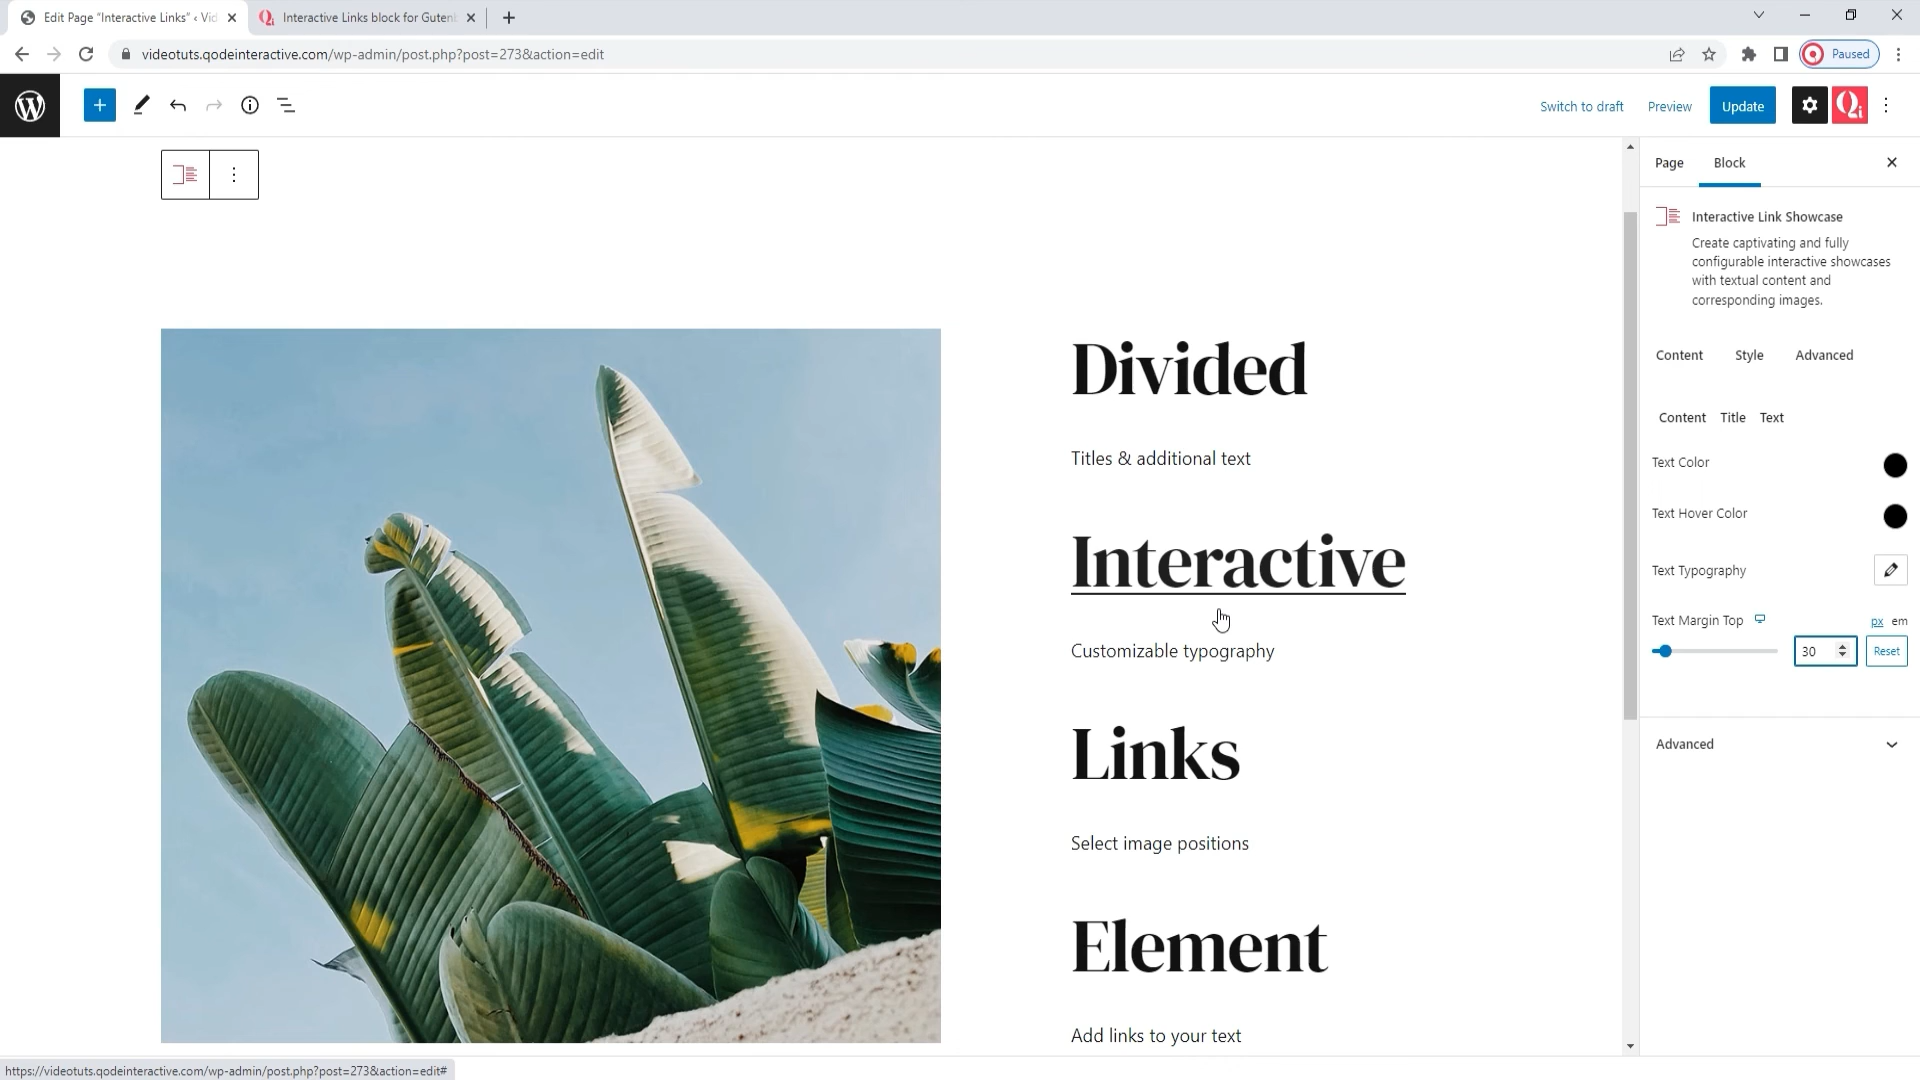 Edit Page “Interactive Links” ‹ Vid
Interactive Links block for Gutenb
videotuts.qodeinteractive.com/wp-admin/post.php?post=273&action=edit
Paused
Switch to draft
Preview
Update
Page
Block
Interactive Link Showcase
Create captivating and fully
configurable interactive showcases
with textual content and
corresponding images.
Content
Style
Advanced
Content
Title
Text
Text Color
Text Hover Color
Text Typography
Text Margin Top
px
em
30
Reset
Advanced
Divided
Titles & additional text
Interactive
Customizable typography
Links
Select image positions
Element
Add links to your text
https://videotuts.qodeinteractive.com/wp-admin/post.php?post=273&action=edit#